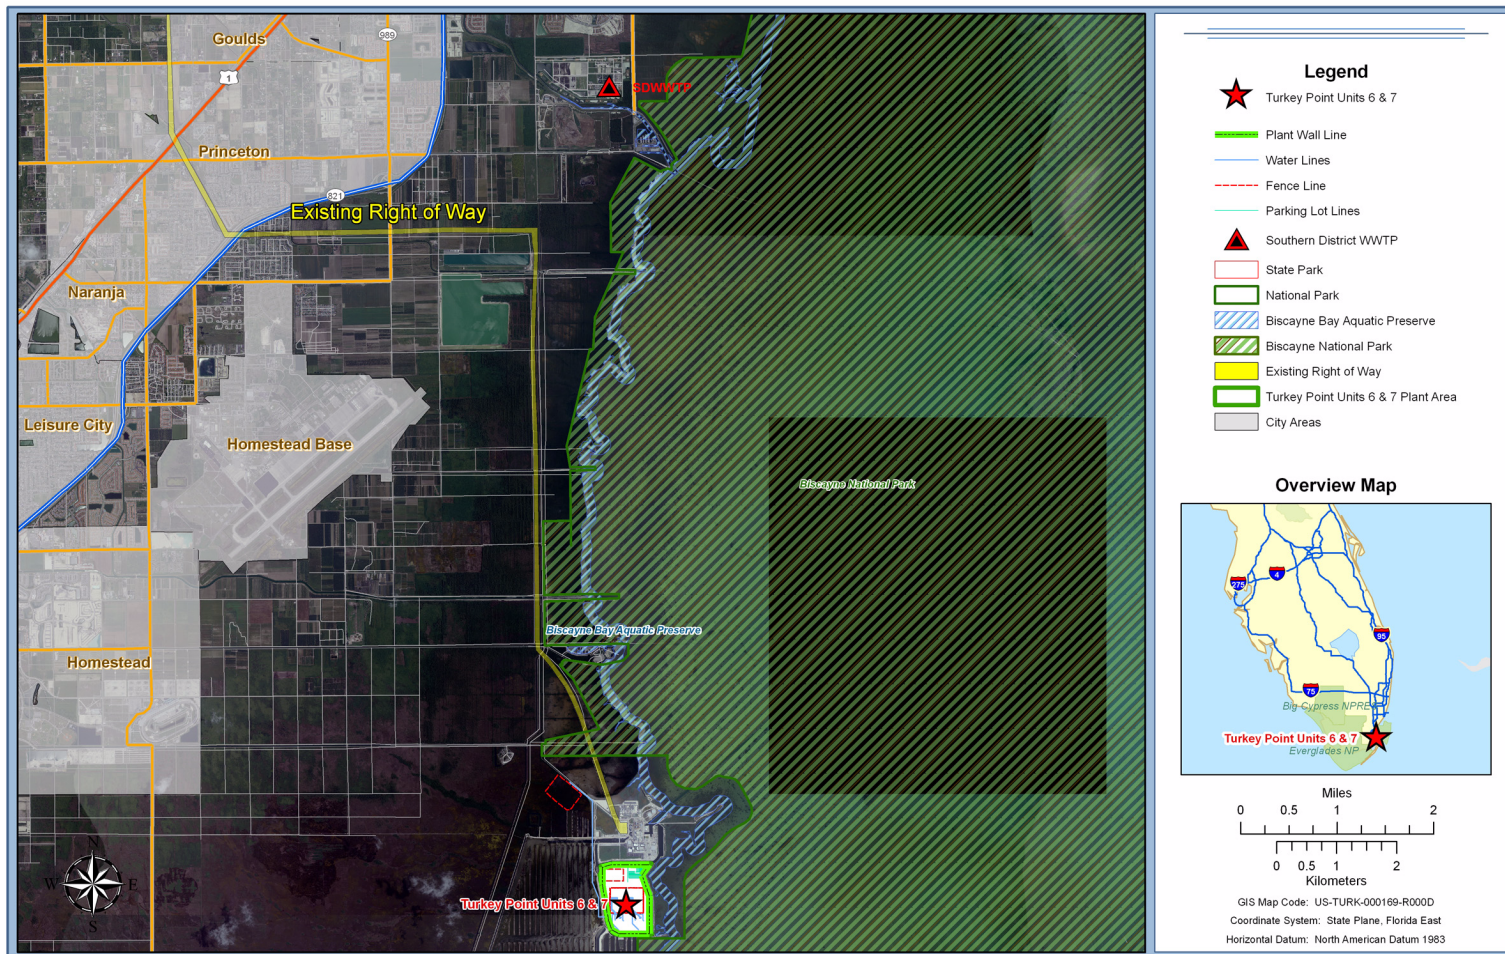 Goulds
989
1
SDWWTP
Princeton
821
Existing Right of Way
Naranja
Leisure City
Homestead Base
Biscayne National Park
Biscayne Bay Aquatic Preserve
Homestead
N
W
E
S
Turkey Point Units 6 & 7
Legend
Turkey Point Units 6 & 7
Plant Wall Line
Water Lines
Fence Line
Parking Lot Lines
Southern District WWTP
State Park
National Park
Biscayne Bay Aquatic Preserve
Biscayne National Park
Existing Right of Way
Turkey Point Units 6 & 7 Plant Area
City Areas
Overview Map
275
4
95
75
Big Cypress NPRE
Turkey Point Units 6 & 7
Everglades NP
Miles
0 0.5 1 2
0 0.5 1 2
Kilometers
GIS Map Code: US-TURK-000169-R000D
Coordinate System: State Plane, Florida East
Horizontal Datum: North American Datum 1983